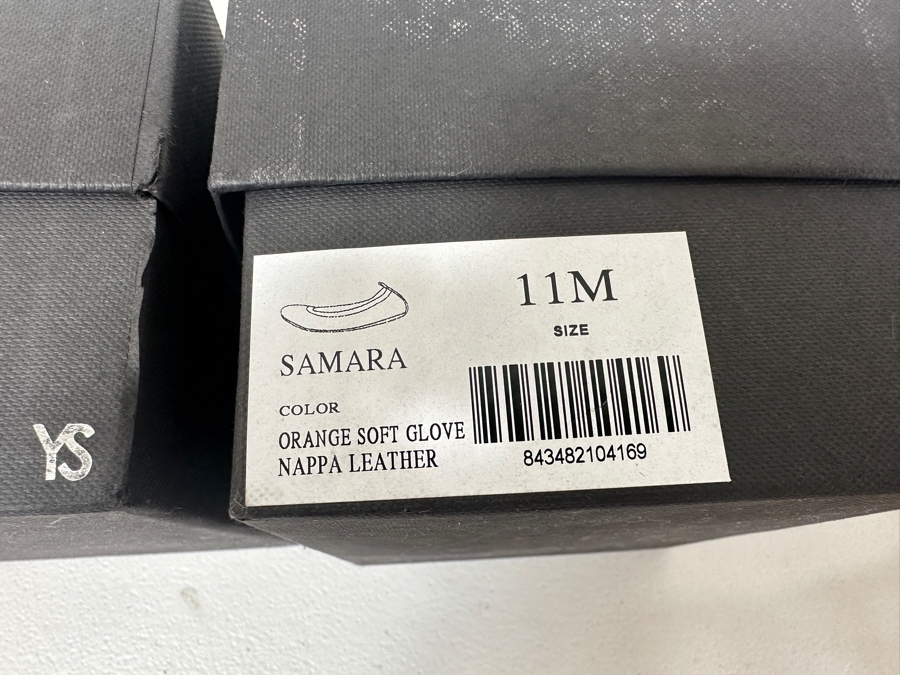 YS
11M
SIZE
SAMARA
COLOR
ORANGE SOFT GLOVE
NAPPA LEATHER
843482104169